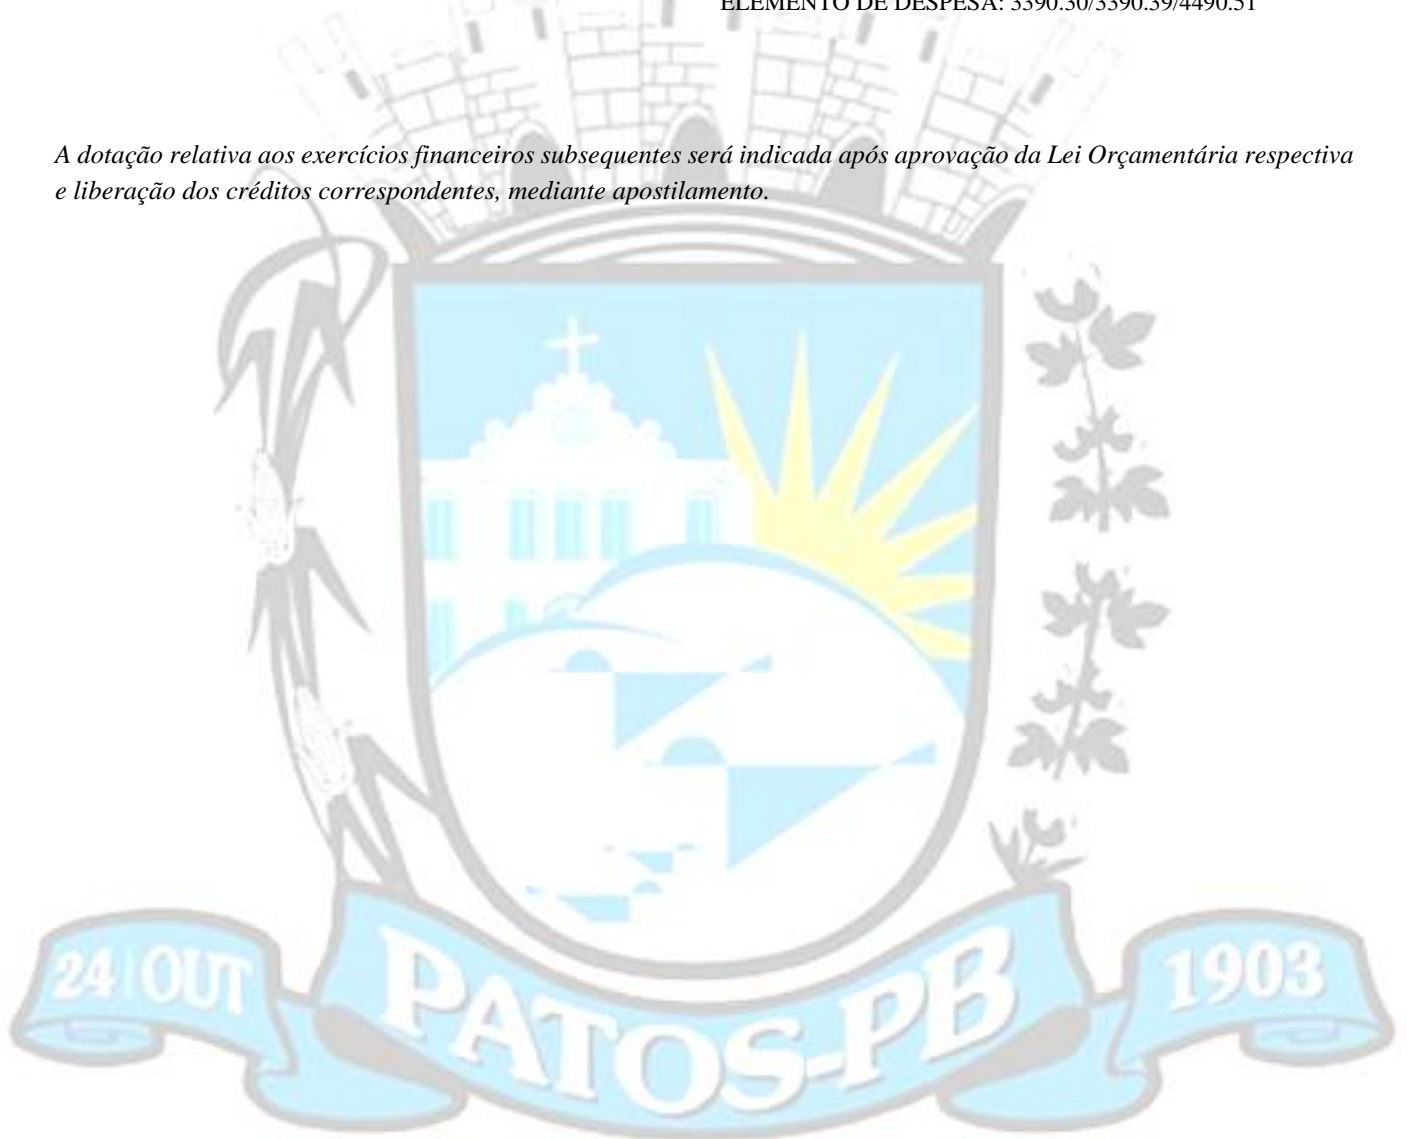 ELEMENTO DE DESPESA: 3390.30/3390.39/4490.51
A dotação relativa aos exercícios financeiros subsequentes será indicada após aprovação da Lei Orçamentária respectiva
e liberação dos créditos correspondentes, mediante apostilamento.
24 | OUT
PATOS-PB
1903